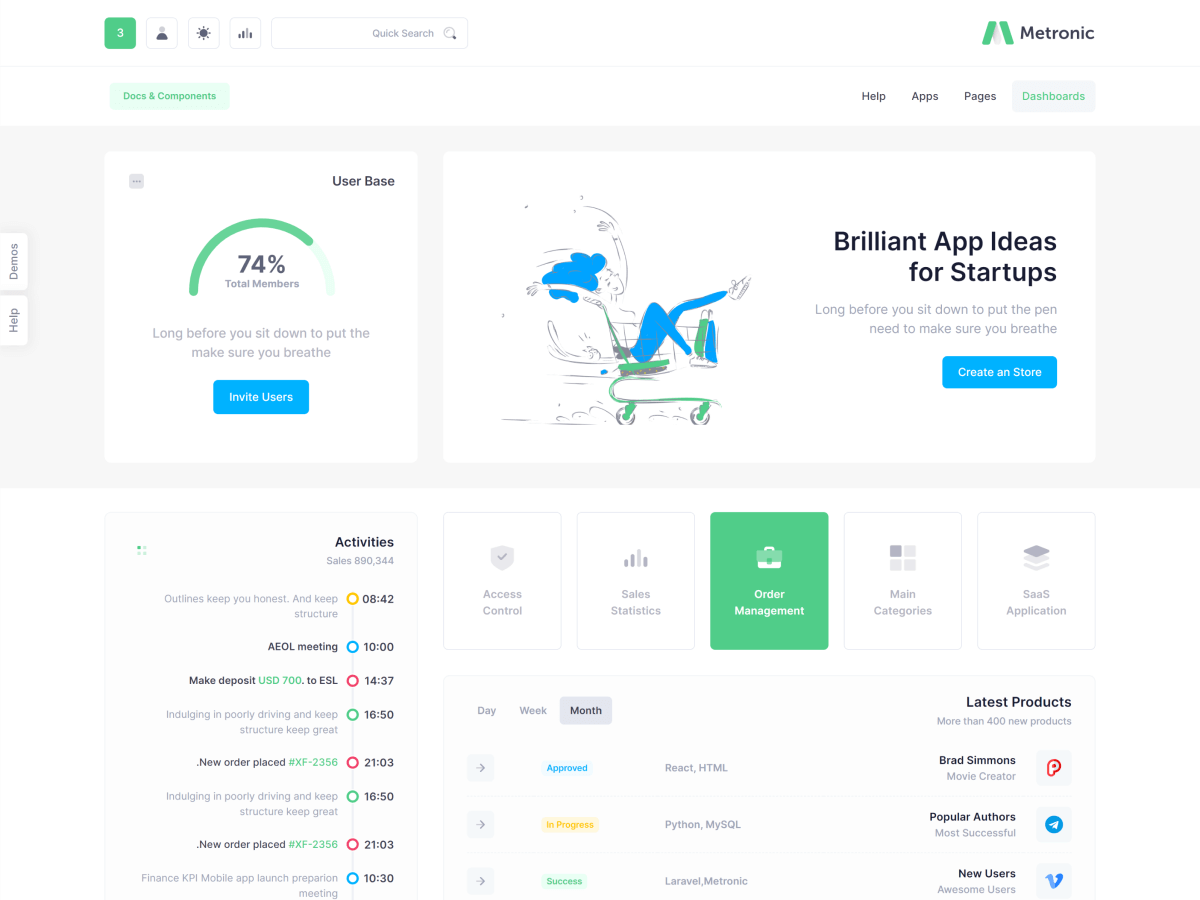 3
Quick Search
Metronic
Docs & Components
Help
Apps
Pages
Dashboards
Demos
Help
User Base
74%
Total Members
Long before you sit down to put the
make sure you breathe
Invite Users
Brilliant App Ideas
for Startups
Long before you sit down to put the pen
need to make sure you breathe
Create an Store
Activities
Sales 890,344
Outlines keep you honest. And keep
structure
08:42
AEOL meeting
10:00
Make deposit USD 700. to ESL
14:37
Indulging in poorly driving and keep
structure keep great
16:50
.New order placed #XF-2356
21:03
Indulging in poorly driving and keep
structure keep great
16:50
.New order placed #XF-2356
21:03
Finance KPI Mobile app launch preparion
meeting
10:30
Access
Control
Sales
Statistics
Order
Management
Main
Categories
SaaS
Application
Day
Week
Month
Latest Products
More than 400 new products
Approved
React, HTML
Brad Simmons
Movie Creator
In Progress
Python, MySQL
Popular Authors
Most Successful
Success
Laravel,Metronic
New Users
Awesome Users